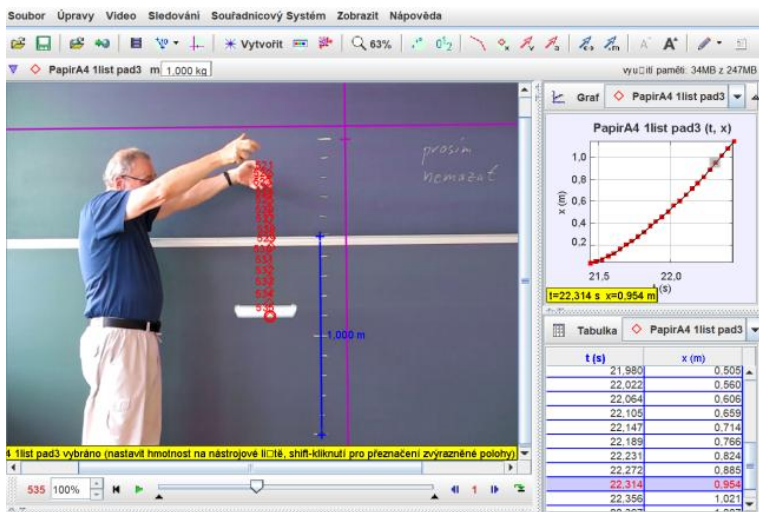 Soubor Úpravy Video Sledování Souřadnicový Systém Zobrazit Nápověda
Vytvořit 63%
PapirA4 1list pad3 m 1,000 kg
využití paměti: 34MB z 247MB
prosím
nemazat
1,000 m
4 1list pad3 vybráno (nastavit hmotnost na nástrojové li□tě, shift-kliknutí pro přeznačení zvýrazněné polohy)
535 100% 1
Graf PapirA4 1list pad3
PapirA4 1list pad3 (t, x)
x (m)
1,0
0,8
0,6
0,4
0,2
21,5 22,0
(s)
t=22,314 s x=0,954 m
Tabulka PapirA4 1list pad3
t (s) x (m)
21,980 0,505
22,022 0,560
22,064 0,606
22,105 0,659
22,147 0,714
22,189 0,766
22,231 0,824
22,272 0,885
22,314 0,954
22,356 1,021